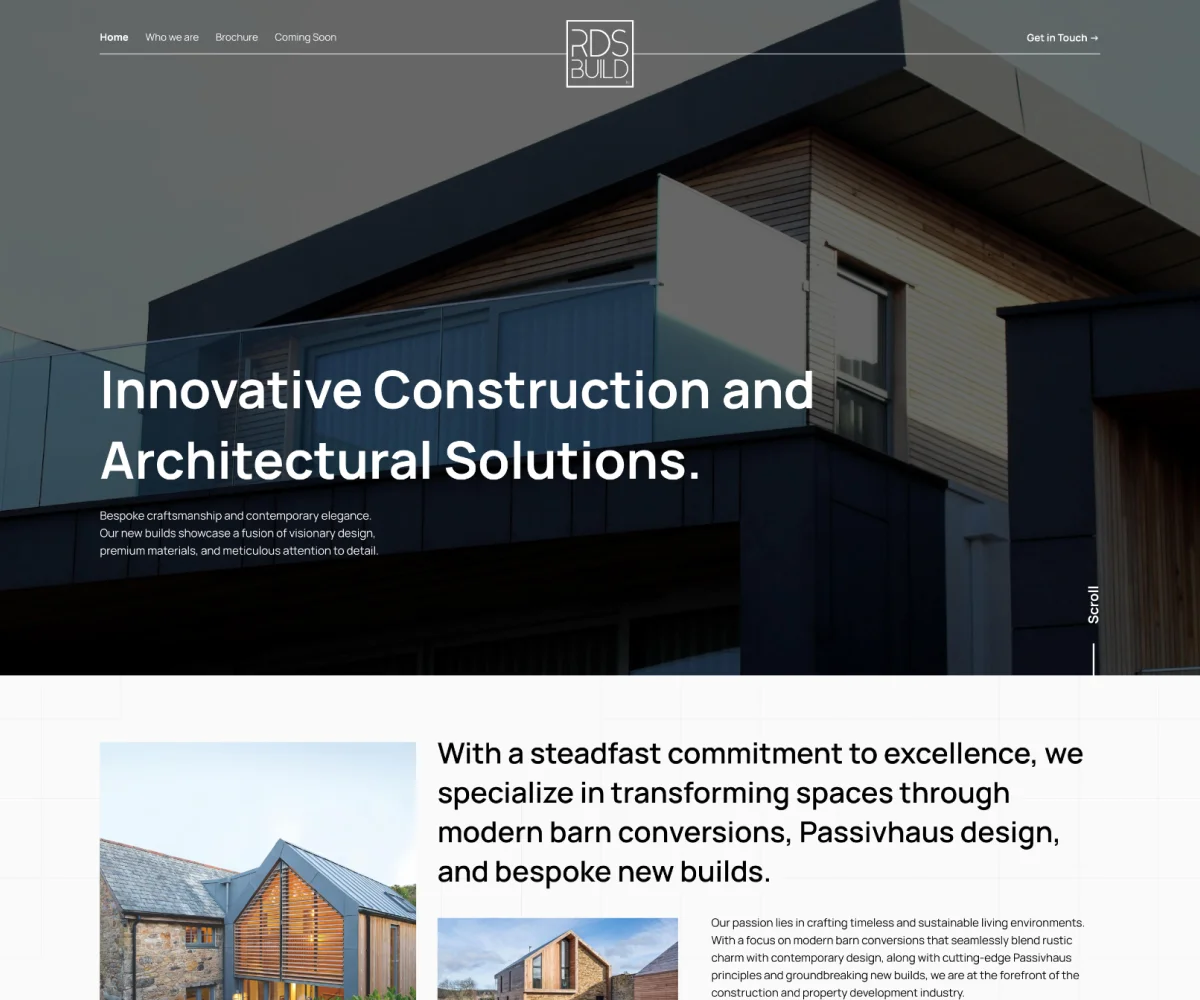 Home Who we are Brochure Coming Soon
RDS
BUILD
Get in Touch →
Innovative Construction and
Architectural Solutions.
Bespoke craftsmanship and contemporary elegance.
Our new builds showcase a fusion of visionary design,
premium materials, and meticulous attention to detail.
Scroll
With a steadfast commitment to excellence, we
specialize in transforming spaces through
modern barn conversions, Passivhaus design,
and bespoke new builds.
Our passion lies in crafting timeless and sustainable living environments.
With a focus on modern barn conversions that seamlessly blend rustic
charm with contemporary design, along with cutting-edge Passivhaus
principles and groundbreaking new builds, we are at the forefront of the
construction and property development industry.